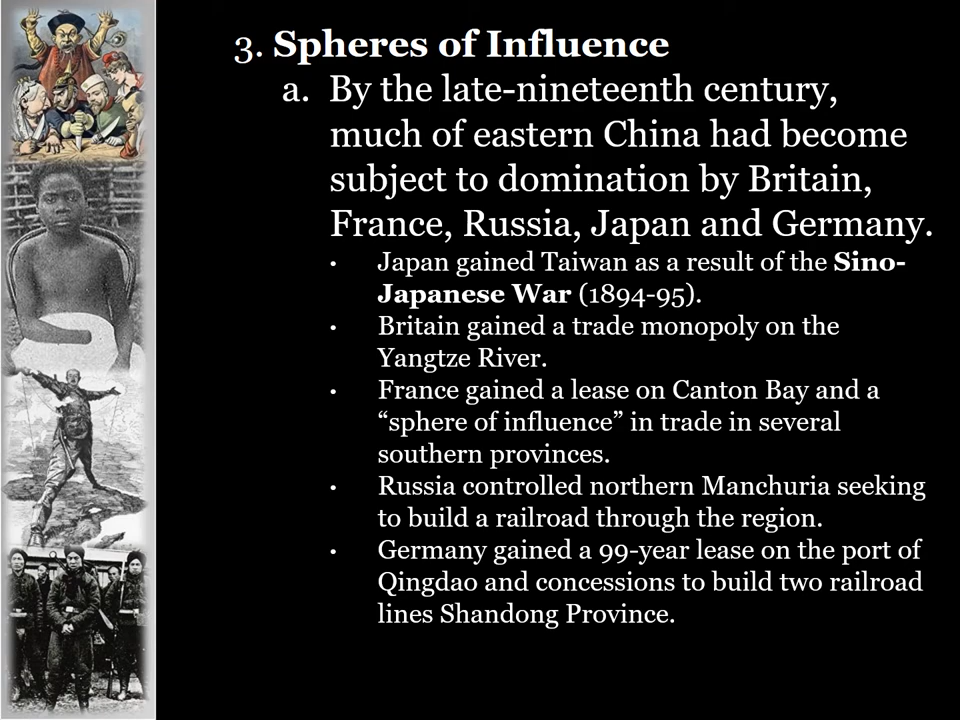 3. Spheres of Influence
a. By the late-nineteenth century,
much of eastern China had become
subject to domination by Britain,
France, Russia, Japan and Germany.
• Japan gained Taiwan as a result of the Sino-
Japanese War (1894-95).
• Britain gained a trade monopoly on the
Yangtze River.
• France gained a lease on Canton Bay and a
“sphere of influence” in trade in several
southern provinces.
• Russia controlled northern Manchuria seeking
to build a railroad through the region.
• Germany gained a 99-year lease on the port of
Qingdao and concessions to build two railroad
lines Shandong Province.